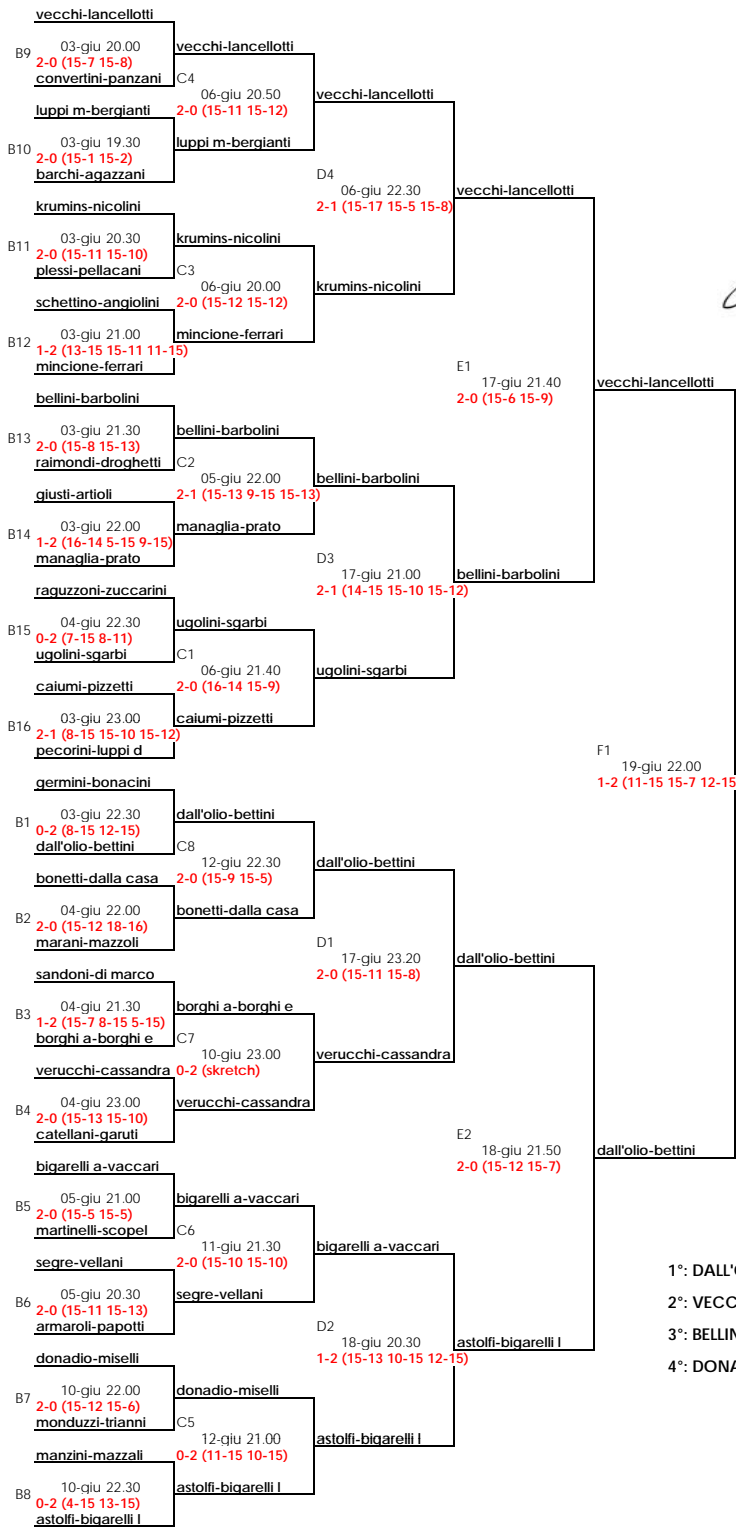 vecchi-lancellotti
B9 03-giu 20.00
2-0 (15-7 15-8)
convertini-panzani
vecchi-lancellotti
C4
06-giu 20.50
2-0 (15-11 15-12)
luppi m-bergianti
B10 03-giu 19.30
2-0 (15-1 15-2)
barchi-agazzani
luppi m-bergianti
vecchi-lancellotti
D4
06-giu 22.30
2-1 (15-17 15-5 15-8)
krumins-nicolini
B11 03-giu 20.30
2-0 (15-11 15-10)
plessi-pellacani
krumins-nicolini
C3
06-giu 20.00
2-0 (15-12 15-12)
schettino-angiolini
B12 03-giu 21.00
1-2 (13-15 15-11 11-15)
mincione-ferrari
mincione-ferrari
krumins-nicolini
vecchi-lancellotti
E1
17-giu 21.40
2-0 (15-6 15-9)
bellini-barbolini
B13 03-giu 21.30
2-0 (15-8 15-13)
raimondi-droghetti
bellini-barbolini
C2
05-giu 22.00
2-1 (15-13 9-15 15-13)
giusti-artioli
B14 03-giu 22.00
1-2 (16-14 5-15 9-15)
managlia-prato
managlia-prato
bellini-barbolini
D3
17-giu 21.00
2-1 (14-15 15-10 15-12)
raguzzoni-zuccarini
B15 04-giu 22.30
0-2 (7-15 8-11)
ugolini-sgarbi
ugolini-sgarbi
C1
06-giu 21.40
2-0 (16-14 15-9)
caiumi-pizzetti
B16 03-giu 23.00
2-1 (8-15 15-10 15-12)
pecorini-luppi d
caiumi-pizzetti
ugolini-sgarbi
bellini-barbolini
vecchi-lancellotti
F1
19-giu 22.00
1-2 (11-15 15-7 12-15
germini-bonacini
B1 03-giu 22.30
0-2 (8-15 12-15)
dall'olio-bettini
dall'olio-bettini
C8
12-giu 22.30
2-0 (15-9 15-5)
bonetti-dalla casa
B2 04-giu 22.00
2-0 (15-12 18-16)
marani-mazzoli
bonetti-dalla casa
dall'olio-bettini
D1
17-giu 23.20
2-0 (15-11 15-8)
sandoni-di marco
B3 04-giu 21.30
1-2 (15-7 8-15 5-15)
borghi a-borghi e
borghi a-borghi e
C7
10-giu 23.00
0-2 (skretch)
verucchi-cassandra
B4 04-giu 23.00
2-0 (15-13 15-10)
catellani-garuti
verucchi-cassandra
verucchi-cassandra
dall'olio-bettini
E2
18-giu 21.50
2-0 (15-12 15-7)
bigarelli a-vaccari
B5 05-giu 21.00
2-0 (15-5 15-5)
martinelli-scopel
bigarelli a-vaccari
C6
11-giu 21.30
2-0 (15-10 15-10)
segre-vellani
B6 05-giu 20.30
2-0 (15-11 15-13)
armaroli-papotti
segre-vellani
bigarelli a-vaccari
D2
18-giu 20.30
1-2 (15-13 10-15 12-15)
donadio-miselli
B7 10-giu 22.00
2-0 (15-12 15-6)
monduzzi-trianni
donadio-miselli
C5
12-giu 21.00
0-2 (11-15 10-15)
manzini-mazzali
B8 10-giu 22.30
0-2 (4-15 13-15)
astolfi-bigarelli l
astolfi-bigarelli l
astolfi-bigarelli l
astolfi-bigarelli l
dall'olio-bettini
1°: DALL'
2°: VECC
3°: BELLIN
4°: DONA